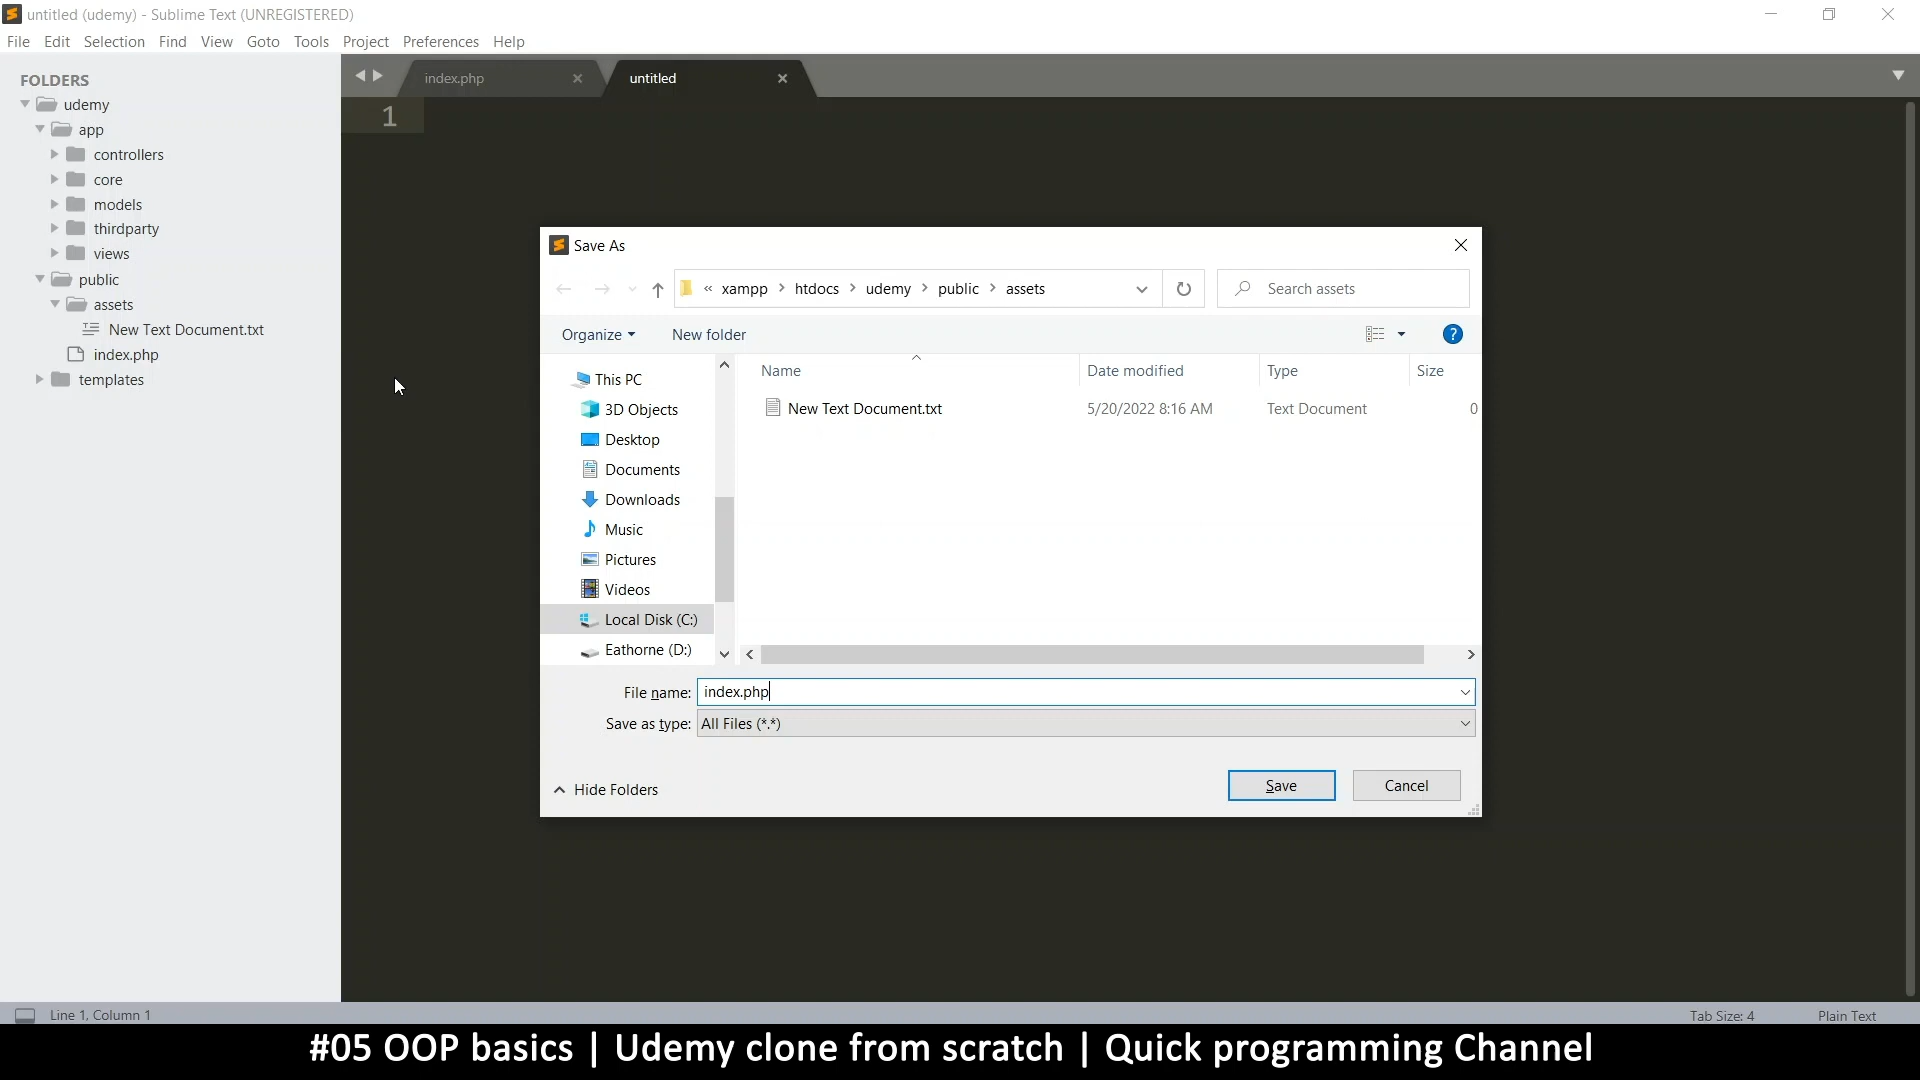 untitled (udemy) - Sublime Text (UNREGISTERED)
File Edit Selection Find View Goto Tools Project Preferences Help
FOLDERS
udemy
app
controllers
core
models
thirdparty
views
public
assets
New Text Document.txt
index.php
templates
index.php untitled
1
Save As
« xampp > htdocs > udemy > public > assets
Search assets
Organize New folder
?
This PC
3D Objects
Desktop
Documents
Downloads
Music
Pictures
Videos
Local Disk (C:)
Eathorne (D:)
Name Date modified Type Size
New Text Document.txt 5/20/2022 8:16 AM Text Document 0
File name: index.php
Save as type: All Files (*.*)
Hide Folders
Save Cancel
Line 1, Column 1
Tab Size: 4 Plain Text
#05 OOP basics | Udemy clone from scratch | Quick programming Channel